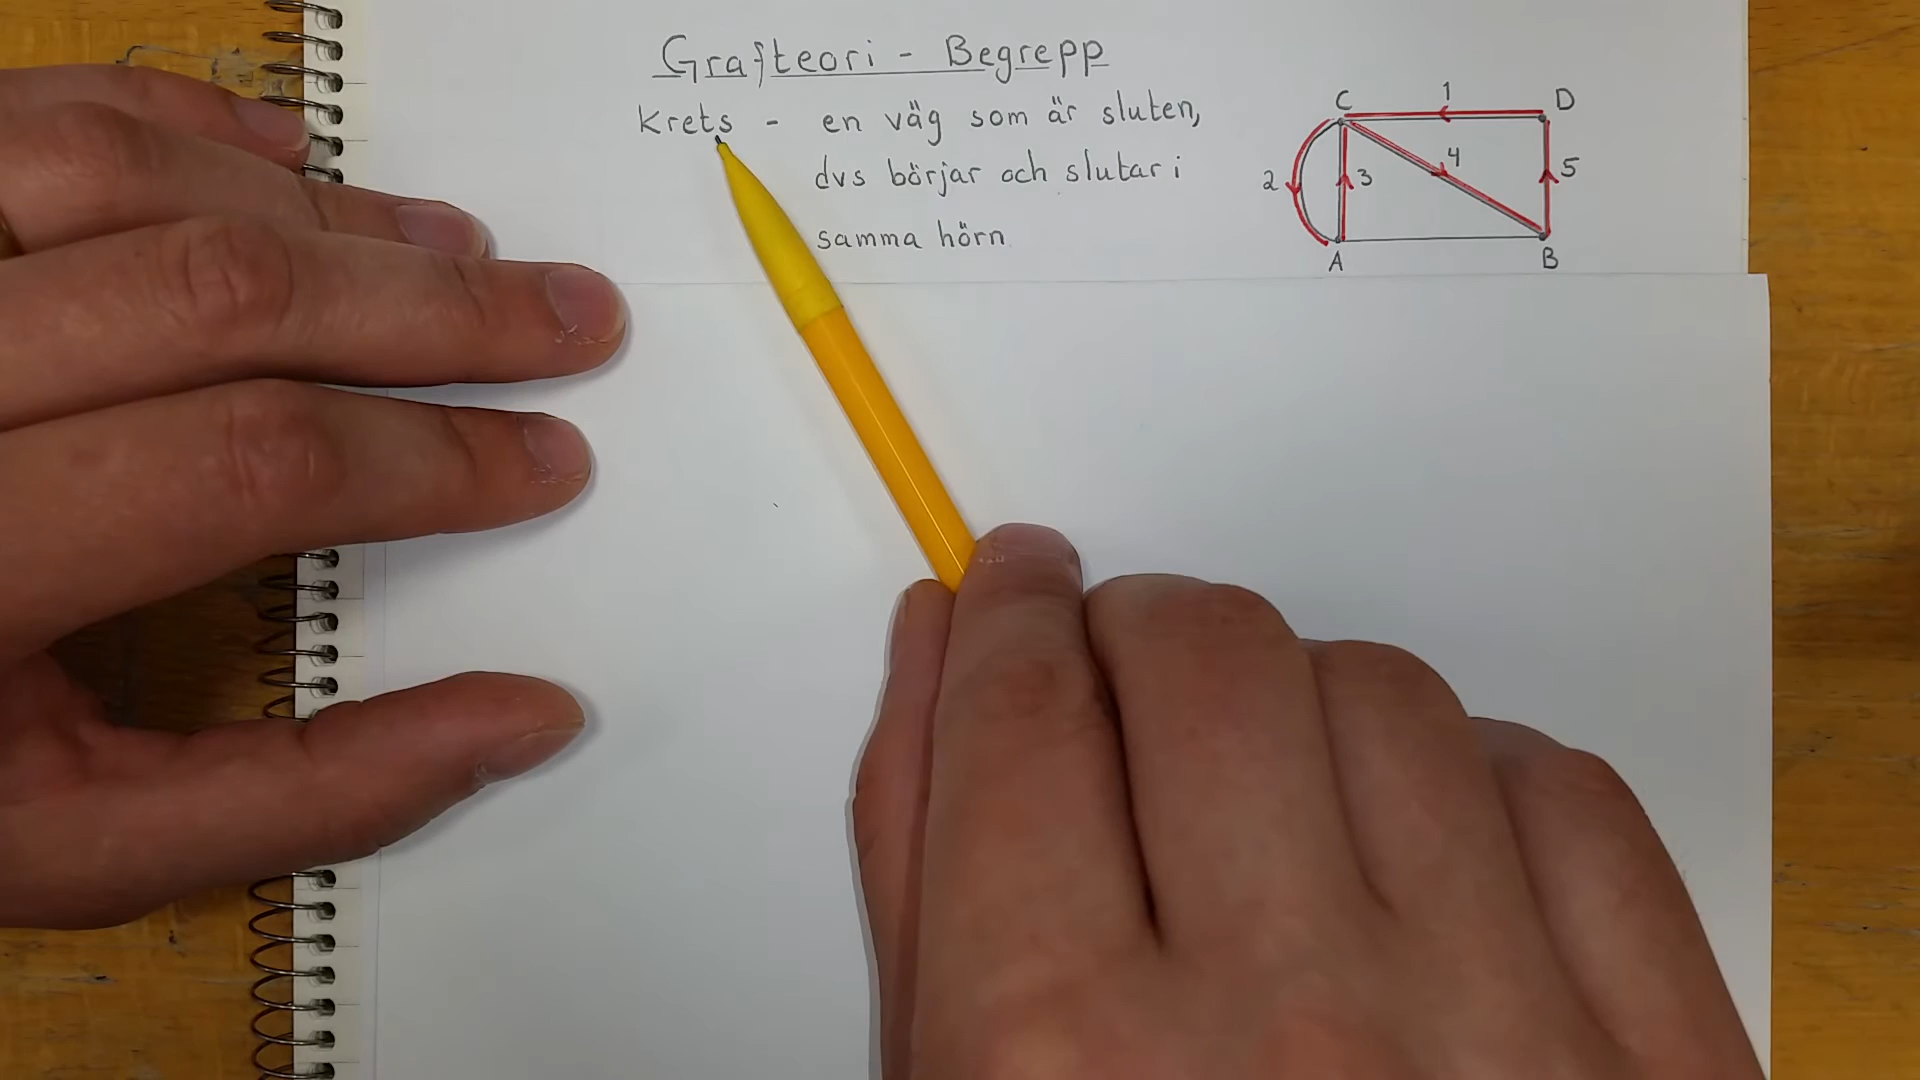 Grafteori - Begrepp
Krets - en väg som är sluten,
dvs börjar och slutar i
samma hörn
C
1
D
2
3
4
5
A
B